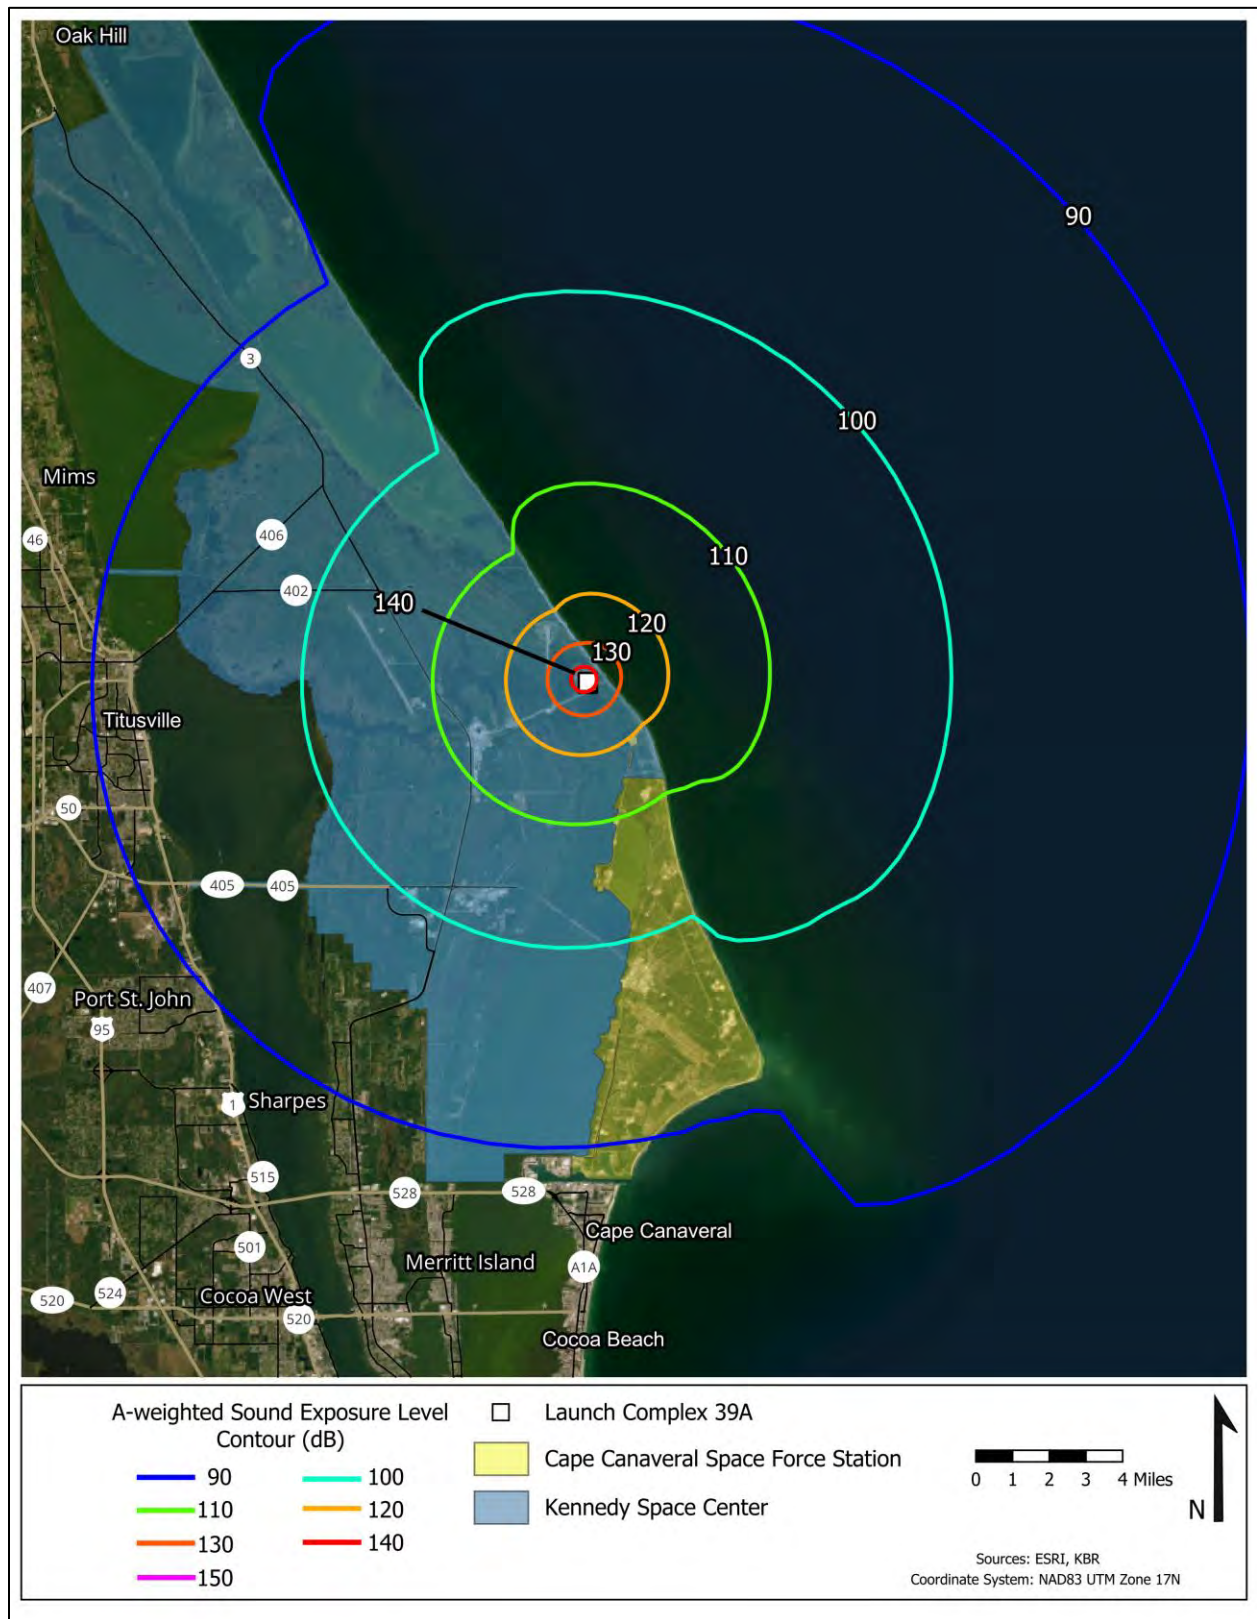 Oak Hill
90
3
100
Mims
46
406
110
402
140
120
130
Titusville
50
405
405
407
Port St. John
95
1
Sharpes
515
528
528
Cape Canaveral
501
Merritt Island
A1A
524
520
Cocoa West
520
Cocoa Beach
A-weighted Sound Exposure Level
Contour (dB)
90
100
110
120
130
140
150
Launch Complex 39A
Cape Canaveral Space Force Station
Kennedy Space Center
0 1 2 3 4 Miles
N
Sources: ESRI, KBR
Coordinate System: NAD83 UTM Zone 17N